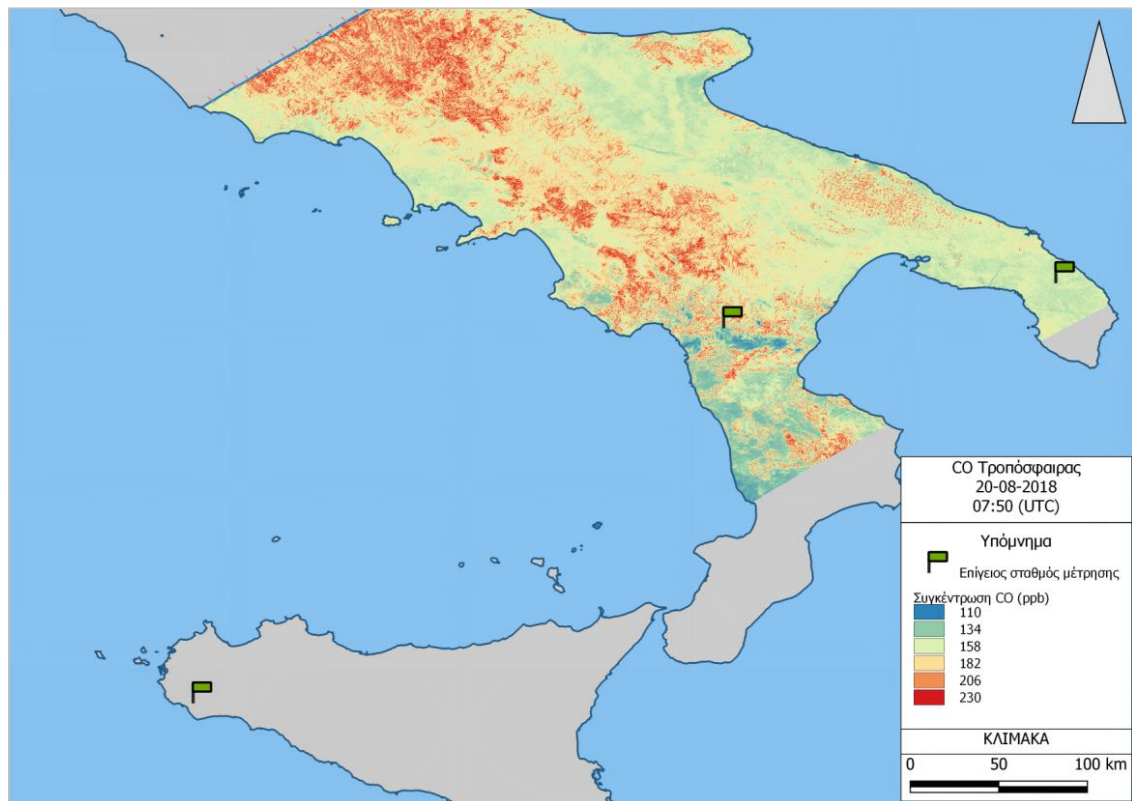 CO Τροπόσφαιρας
20-08-2018
07:50 (UTC)
Υπόμνημα
Επίγειος σταθμός μέτρησης
Συγκέντρωση CO (ppb)
110
134
158
182
206
230
ΚΛΙΜΑΚΑ
0 50 100 km